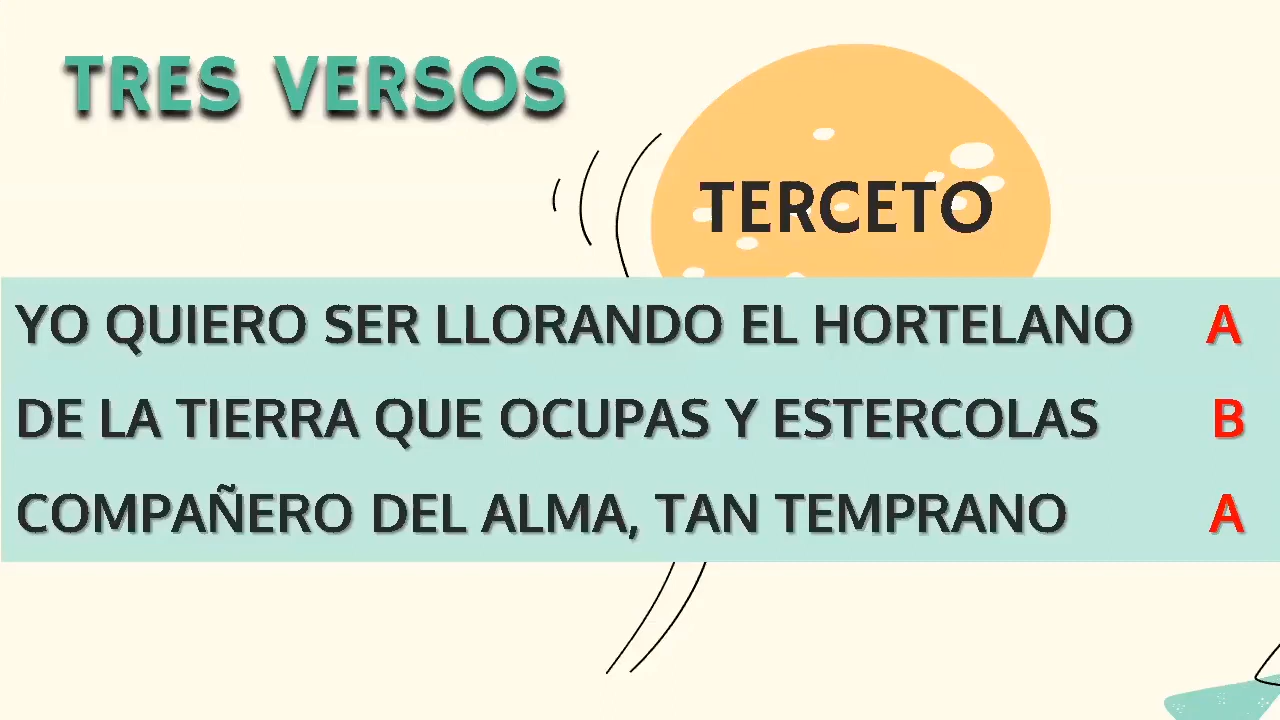 TRES VERSOS
TERCETO
YO QUIERO SER LLORANDO EL HORTELANO A
DE LA TIERRA QUE OCUPAS Y ESTERCOLAS B
COMPAÑERO DEL ALMA, TAN TEMPRANO A